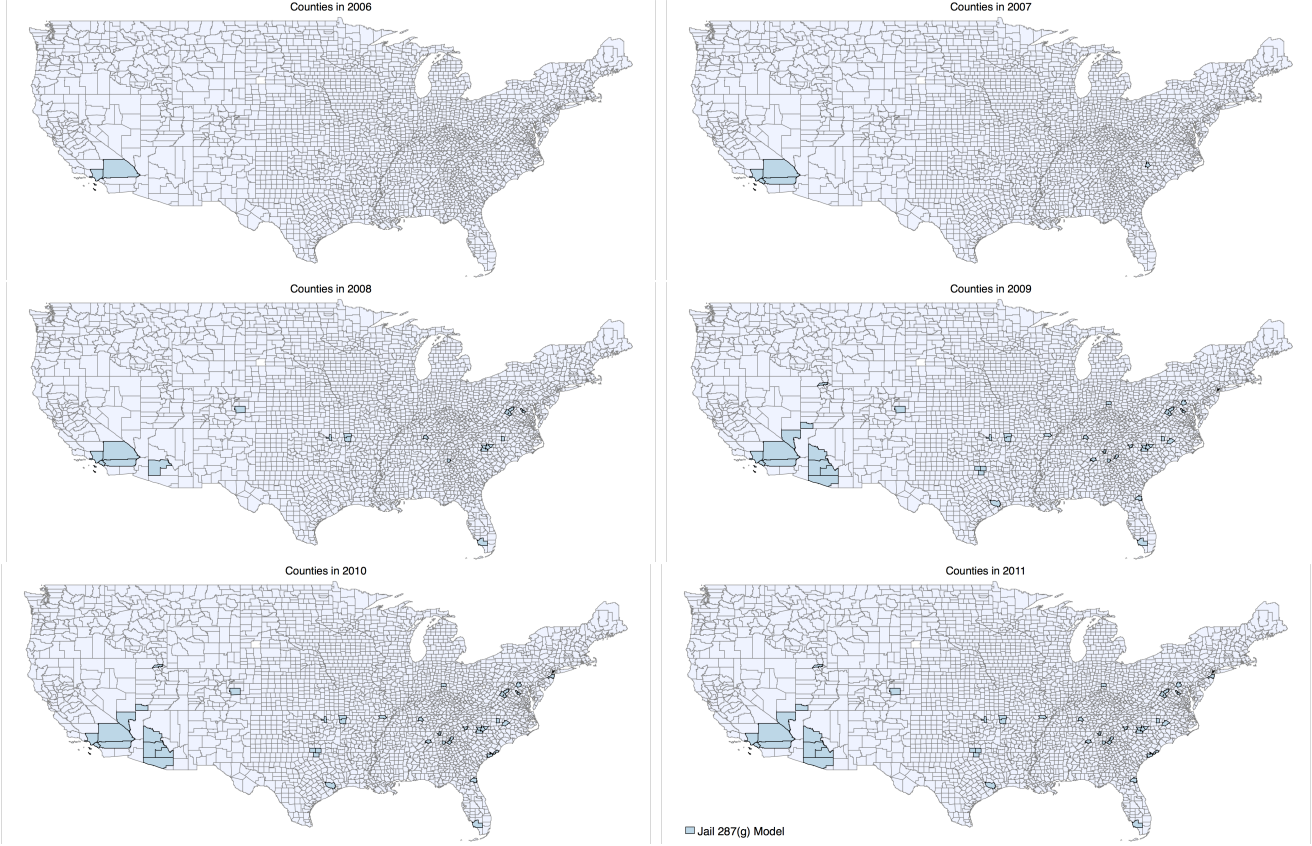 Counties in 2006
Counties in 2007
Counties in 2008
Counties in 2009
Counties in 2010
Counties in 2011
Jail 287(g) Model